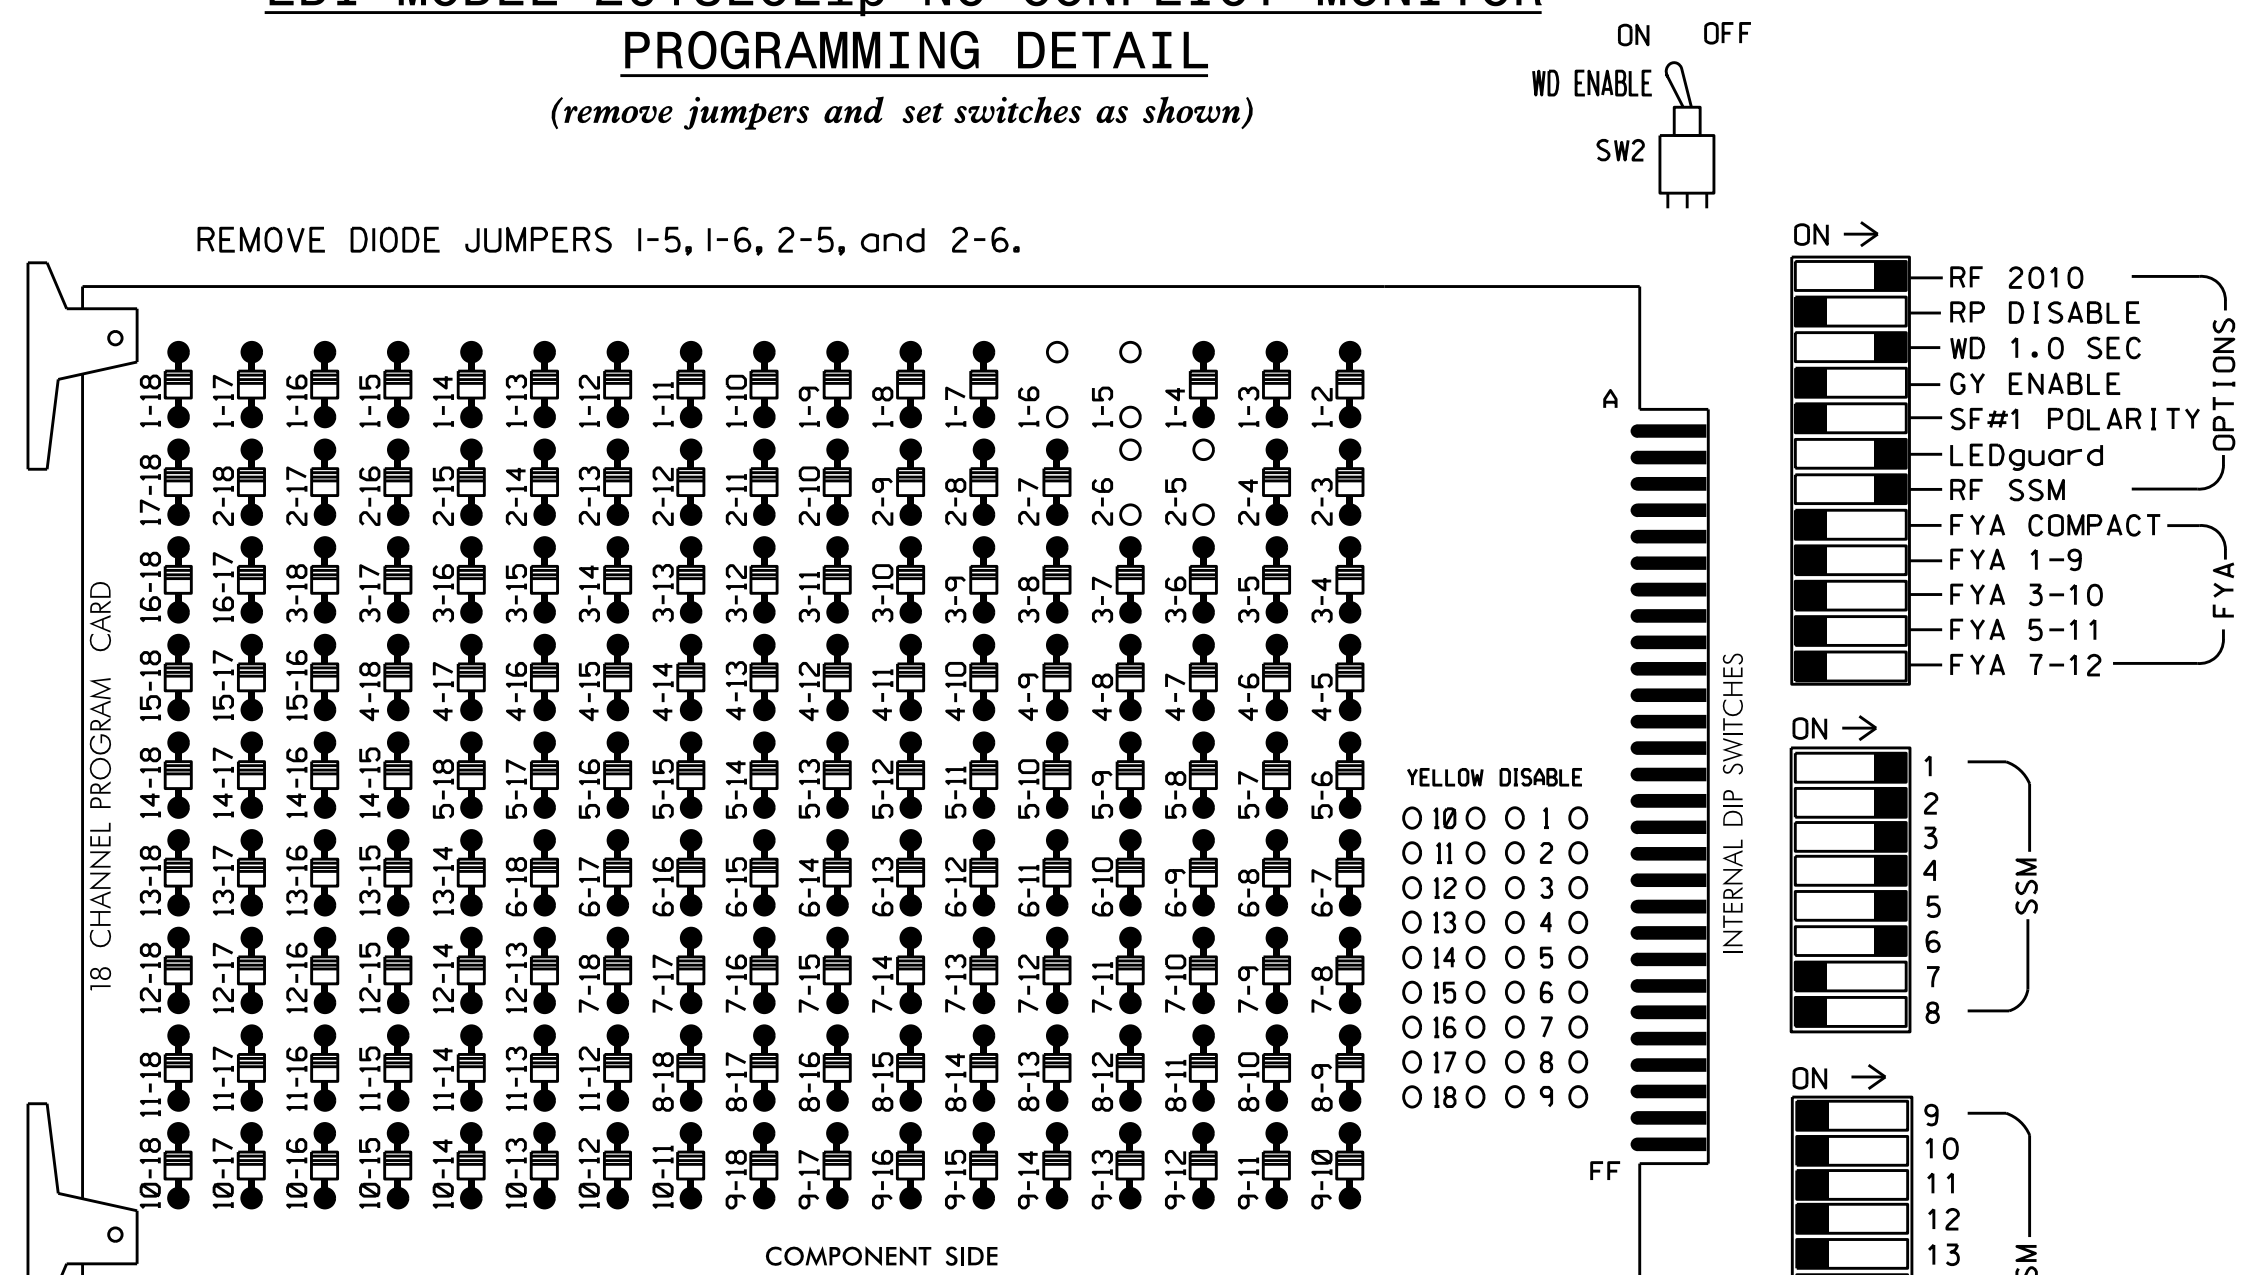 PROGRAMMING DETAIL
(remove jumpers and set switches as shown)
ON OFF
WD ENABLE
SW2
REMOVE DIODE JUMPERS 1-5, 1-6, 2-5, and 2-6.
1-18 1-17 1-16 1-15 1-14 1-13 1-12 1-11 1-10 1-9 1-8 1-7 1-6 1-5 1-4 1-3 1-2
17-18 2-18 2-17 2-16 2-15 2-14 2-13 2-12 2-11 2-10 2-9 2-8 2-7 2-6 2-5 2-4 2-3
16-18 16-17 3-18 3-17 3-16 3-15 3-14 3-13 3-12 3-11 3-10 3-9 3-8 3-7 3-6 3-5 3-4
15-18 15-17 15-16 4-18 4-17 4-16 4-15 4-14 4-13 4-12 4-11 4-10 4-9 4-8 4-7 4-6 4-5
14-18 14-17 14-16 14-15 5-18 5-17 5-16 5-15 5-14 5-13 5-12 5-11 5-10 5-9 5-8 5-7 5-6
13-18 13-17 13-16 13-15 13-14 6-18 6-17 6-16 6-15 6-14 6-13 6-12 6-11 6-10 6-9 6-8 6-7
12-18 12-17 12-16 12-15 12-14 12-13 7-18 7-17 7-16 7-15 7-14 7-13 7-12 7-11 7-10 7-9 7-8
11-18 11-17 11-16 11-15 11-14 11-13 11-12 8-18 8-17 8-16 8-15 8-14 8-13 8-12 8-11 8-10 8-9
10-18 10-17 10-16 10-15 10-14 10-13 10-12 10-11 9-18 9-17 9-16 9-15 9-14 9-13 9-12 9-11 9-10
18 CHANNEL PROGRAM CARD
COMPONENT SIDE
A
FF
YELLOW DISABLE
10 1
11 2
12 3
13 4
14 5
15 6
16 7
17 8
18 9
INTERNAL DIP SWITCHES
ON
RF 2010
RP DISABLE
WD 1.0 SEC
GY ENABLE
SF#1 POLARITY
LEDguard
RF SSM
OPTIONS
FYA COMPACT
FYA 1-9
FYA 3-10
FYA 5-11
FYA 7-12
FYA
ON
1
2
3
4
5
6
7
8
SSM
ON
9
10
11
12
13